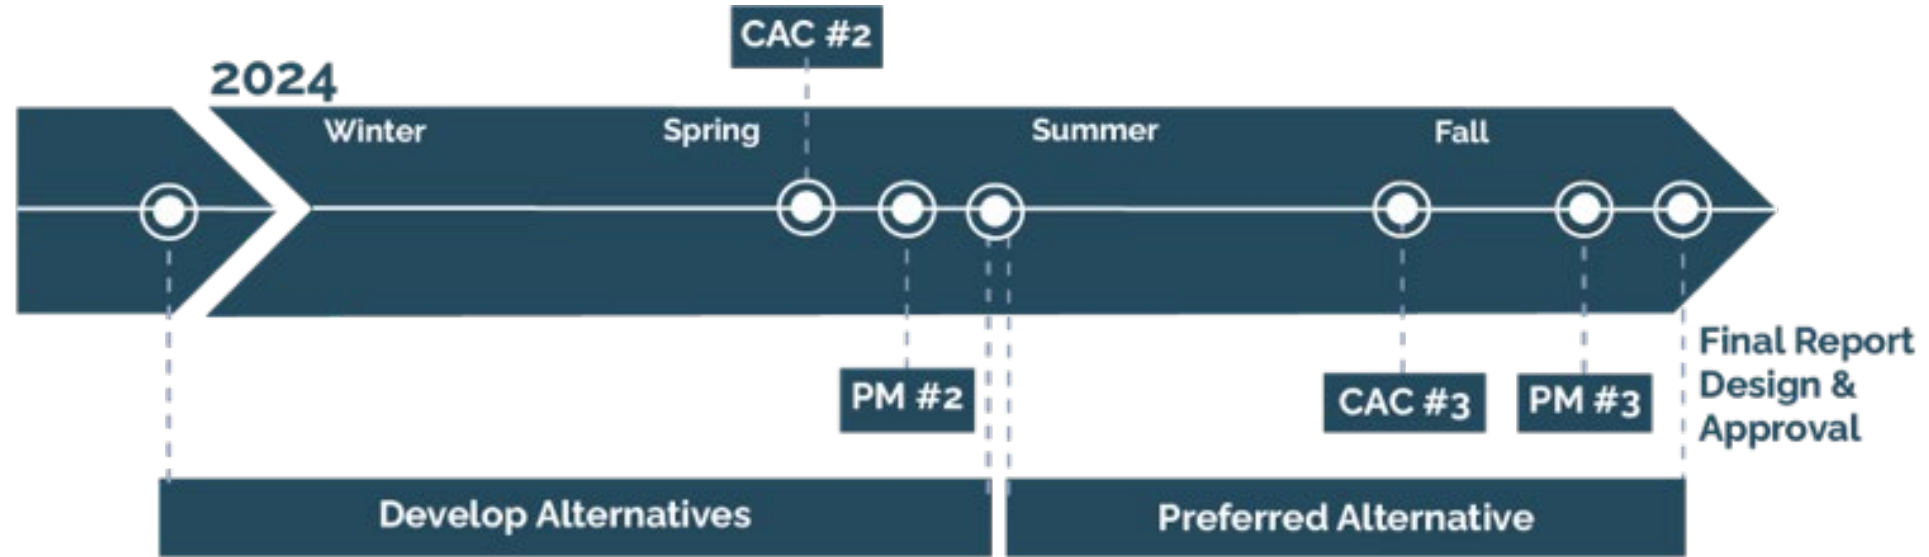 CAC #2
2024
Winter
Spring
Summer
Fall
PM #2
CAC #3
PM #3
Final Report
Design &
Approval
Develop Alternatives
Preferred Alternative